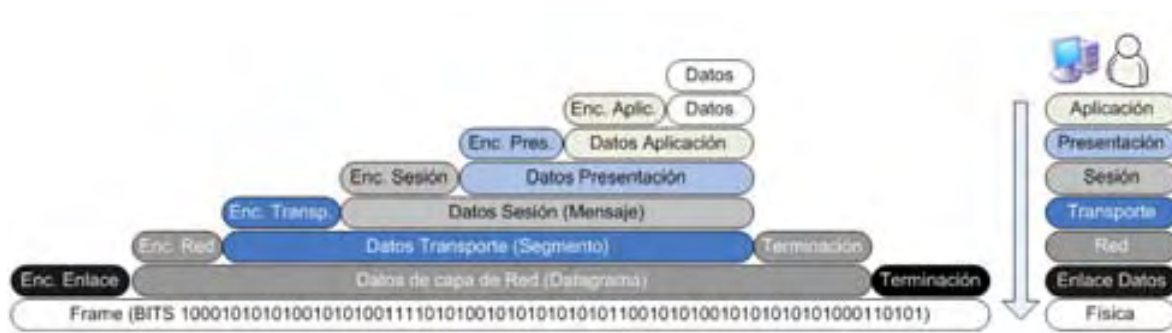 Datos
Enc. Aplic. Datos Aplicación
Enc. Pres. Datos Aplicación Presentación
Enc. Sesión Datos Presentación Sesión
Enc. Transp. Datos Sesión (Mensaje) Transporte
Enc. Red Datos Transporte (Segmento) Terminación Red
Enc. Enlace Datos de capa de Red (Datagrama) Terminación Enlace Datos
Frame (BITS Física